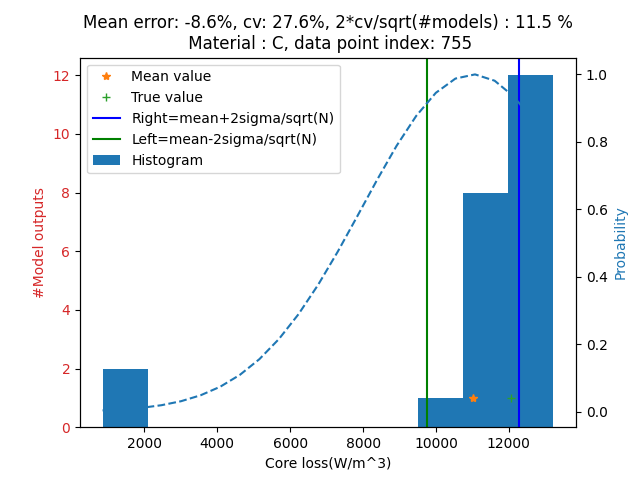 Mean error: -8.6%, cv: 27.6%, 2*cv/sqrt(#models) : 11.5 %
Material : C, data point index: 755
Mean value
True value
Right=mean+2sigma/sqrt(N)
Left=mean-2sigma/sqrt(N)
Histogram
12
10
8
6
4
2
0
#Model outputs
1.0
0.8
0.6
0.4
0.2
0.0
Probability
2000 4000 6000 8000 10000 12000
Core loss(W/m^3)